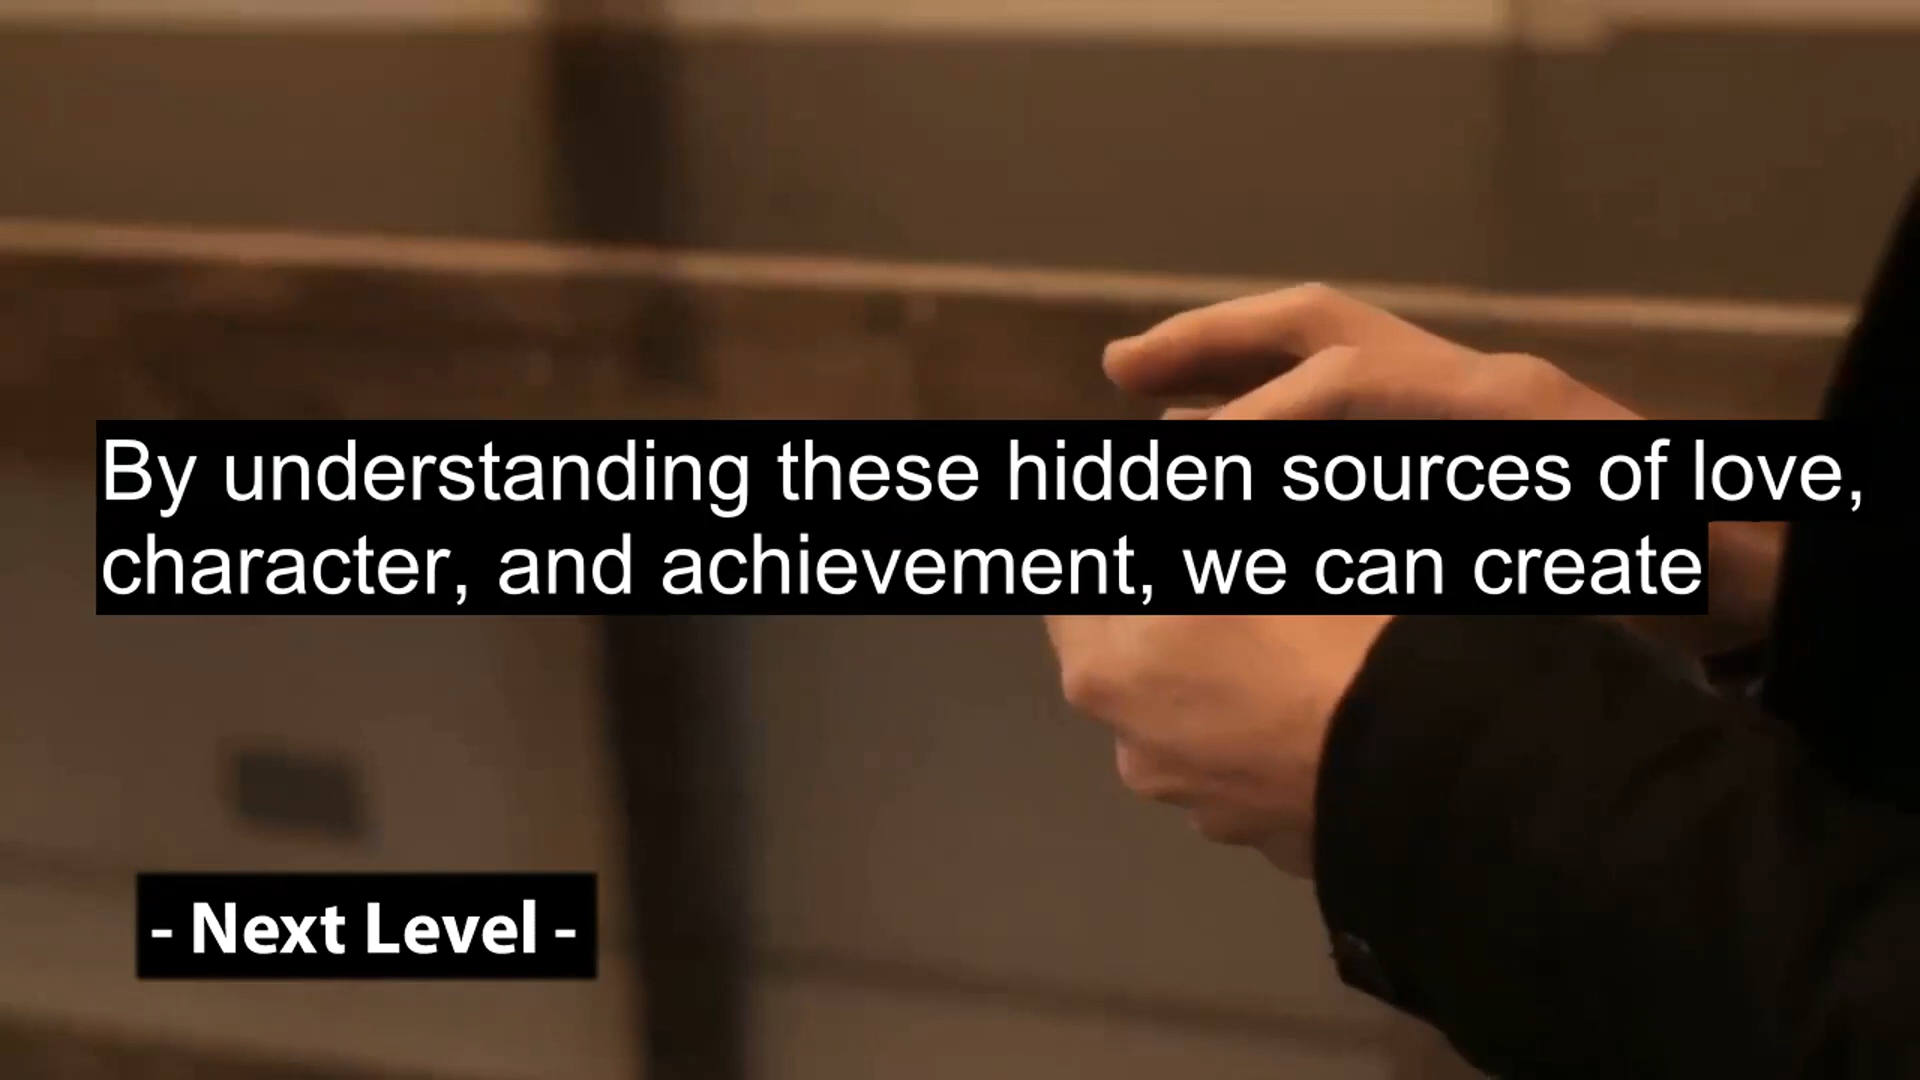 By understanding these hidden sources of love,
character, and achievement, we can create
- Next Level -